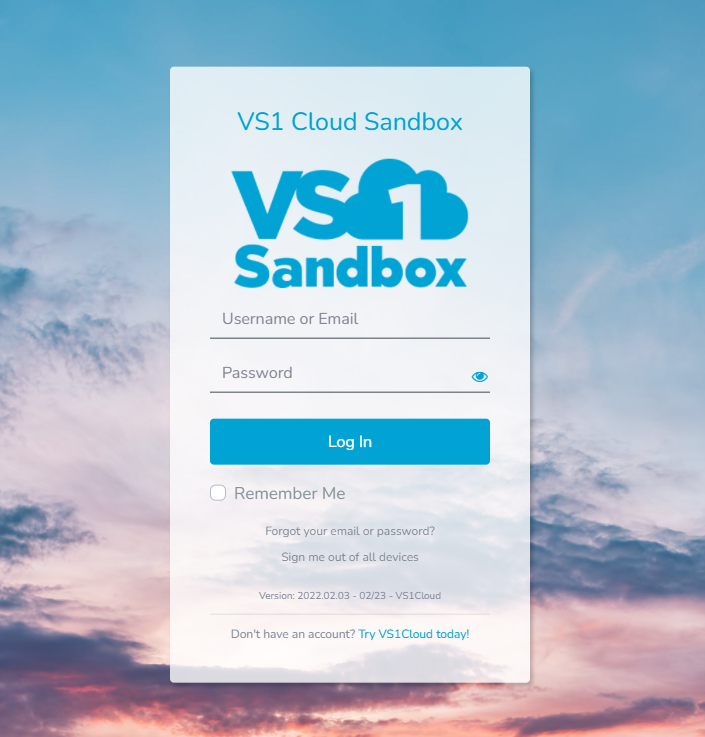 VS1 Cloud Sandbox
VS1
Sandbox
Username or Email
Password
Log In
Remember Me
Forgot your email or password?
Sign me out of all devices
Version: 2022.02.03 - 02/23 - VS1Cloud
Don't have an account? Try VS1Cloud today!